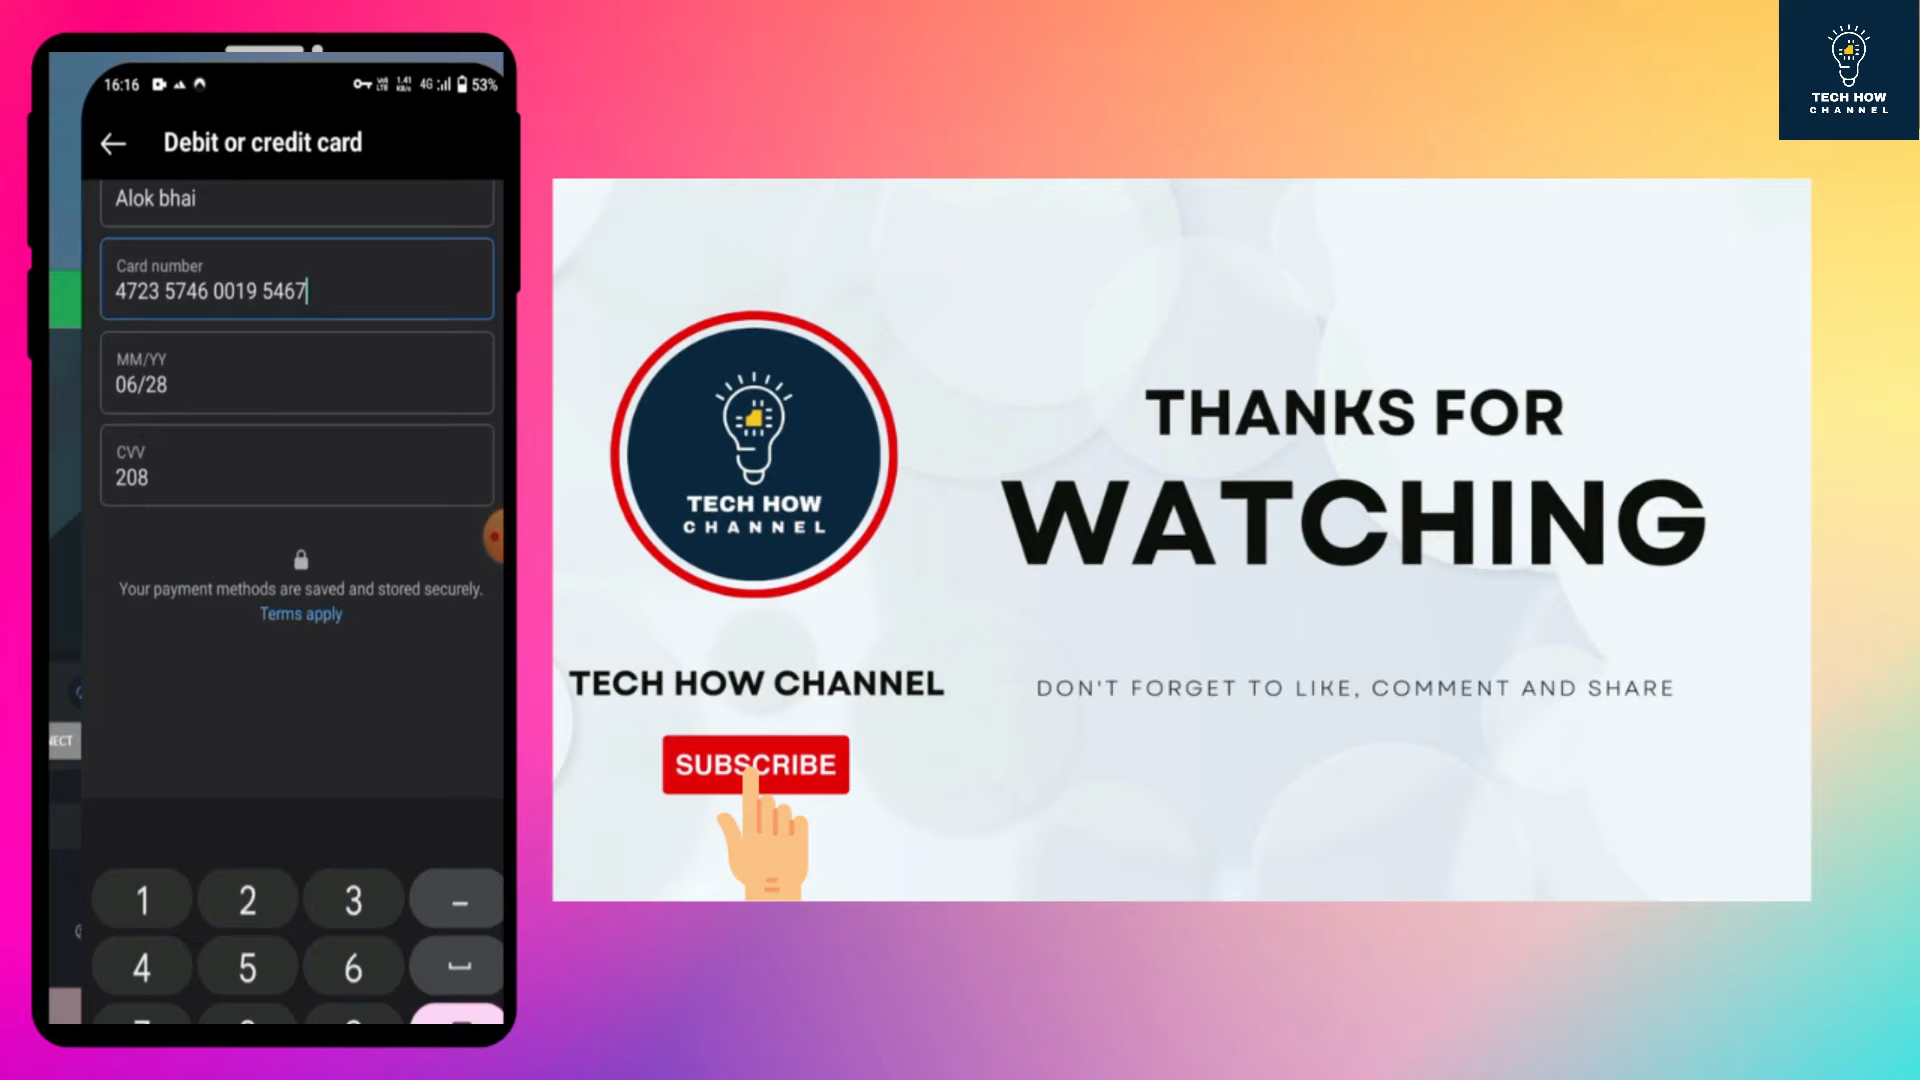 16:16
4G
53%
Debit or credit card
Alok bhai
Card number
4723 5746 0019 5467
MM/YY
06/28
CVV
208
Your payment methods are saved and stored securely.
Terms apply
1 2 3 –
4 5 6
TECH HOW
CHANNEL
THANKS FOR
WATCHING
TECH HOW CHANNEL
DON'T FORGET TO LIKE, COMMENT AND SHARE
SUBSCRIBE
TECH HOW
CHANNEL